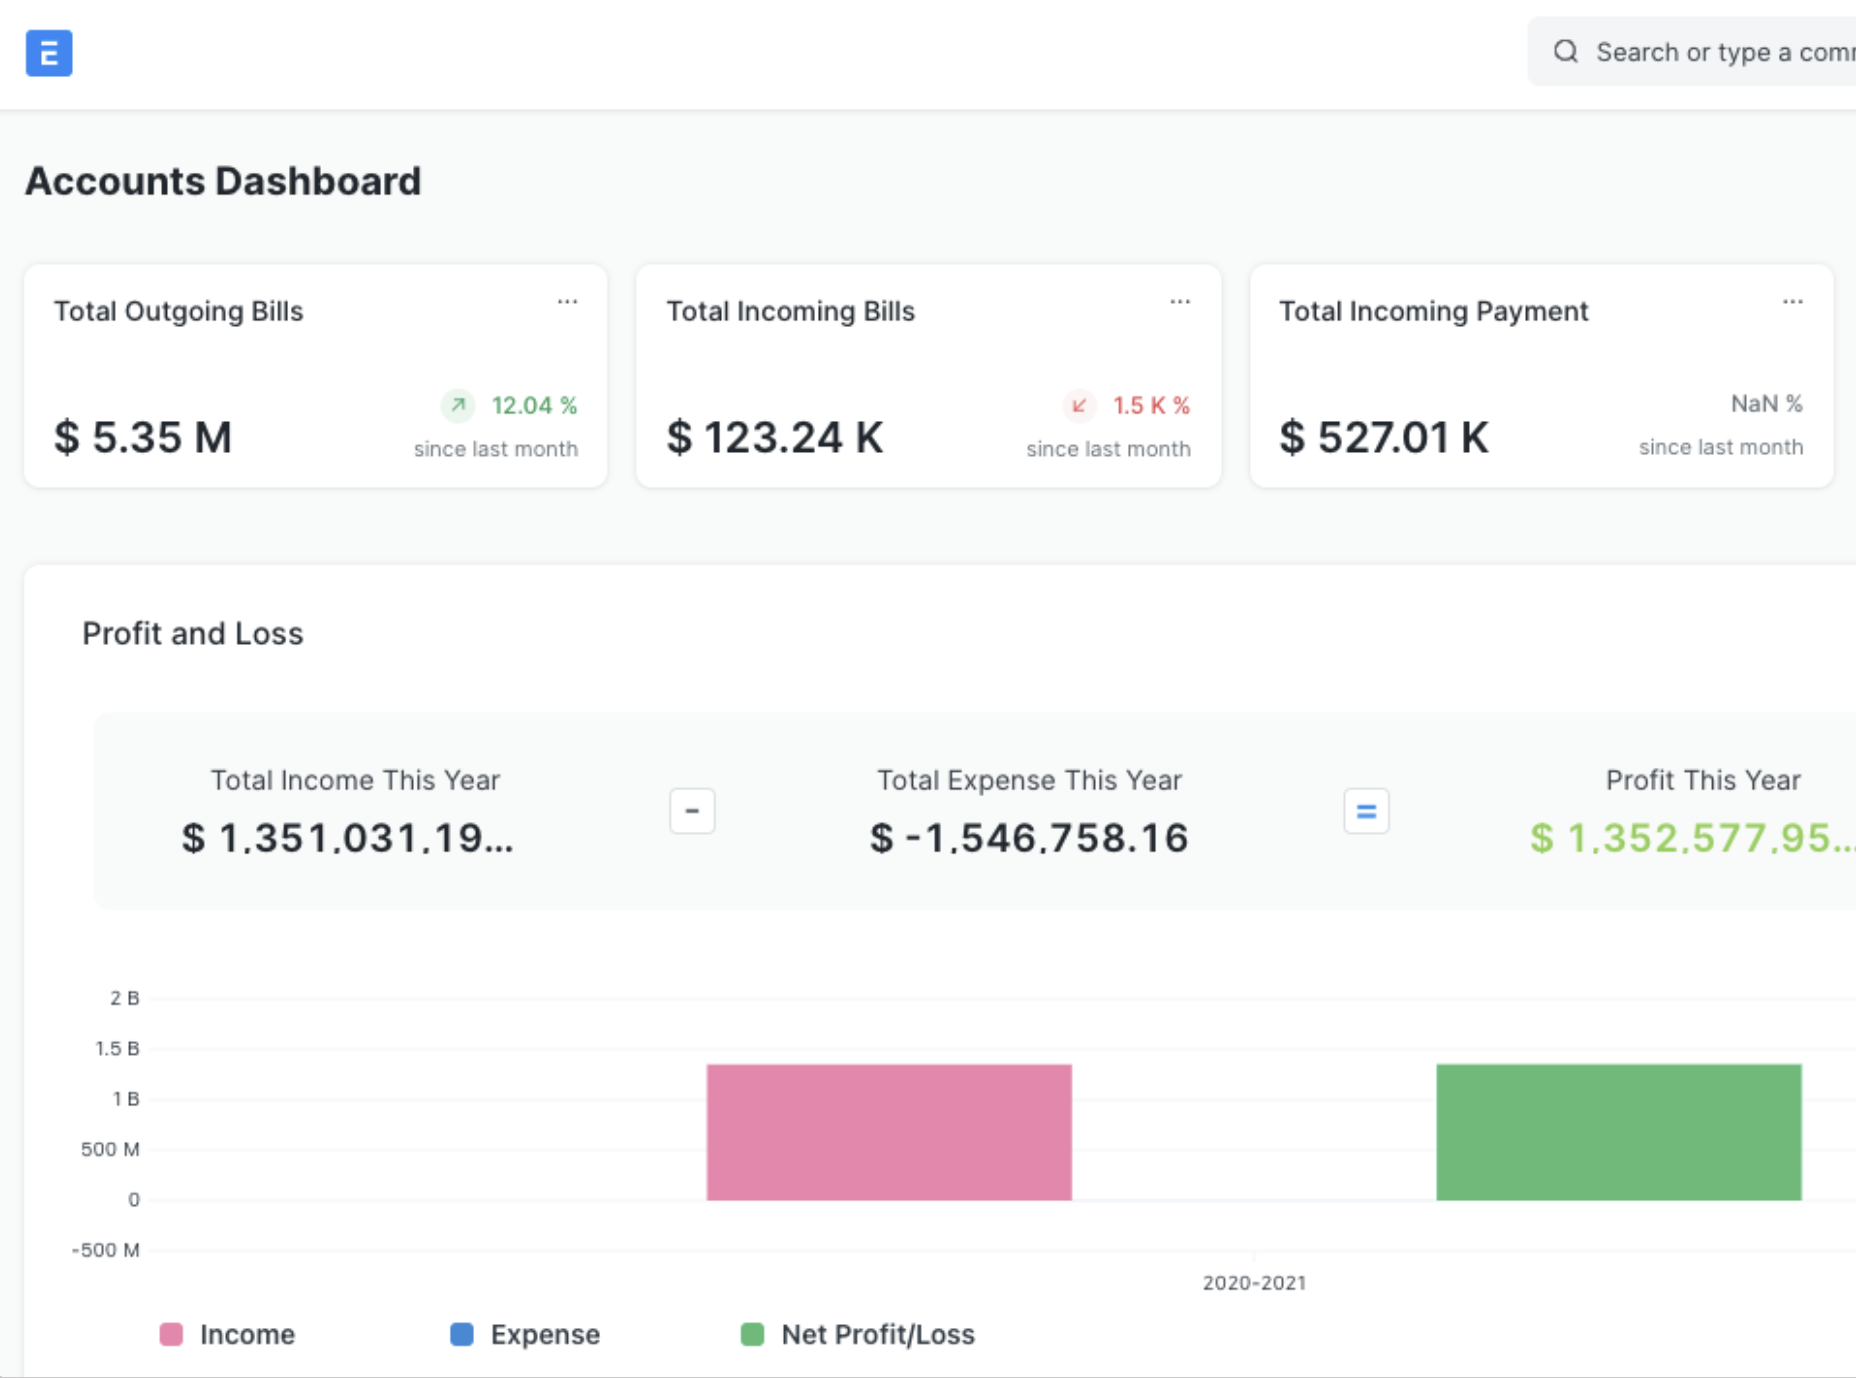 E
Search or type a comm
Accounts Dashboard
Total Outgoing Bills ...
$ 5.35 M
12.04 %
since last month
Total Incoming Bills ...
$ 123.24 K
1.5 K %
since last month
Total Incoming Payment ...
$ 527.01 K
NaN %
since last month
Profit and Loss
Total Income This Year
$ 1,351,031,19...
-
Total Expense This Year
$ -1,546,758.16
=
Profit This Year
$ 1,352,577,95...
2 B
1.5 B
1 B
500 M
0
-500 M
2020-2021
Income
Expense
Net Profit/Loss